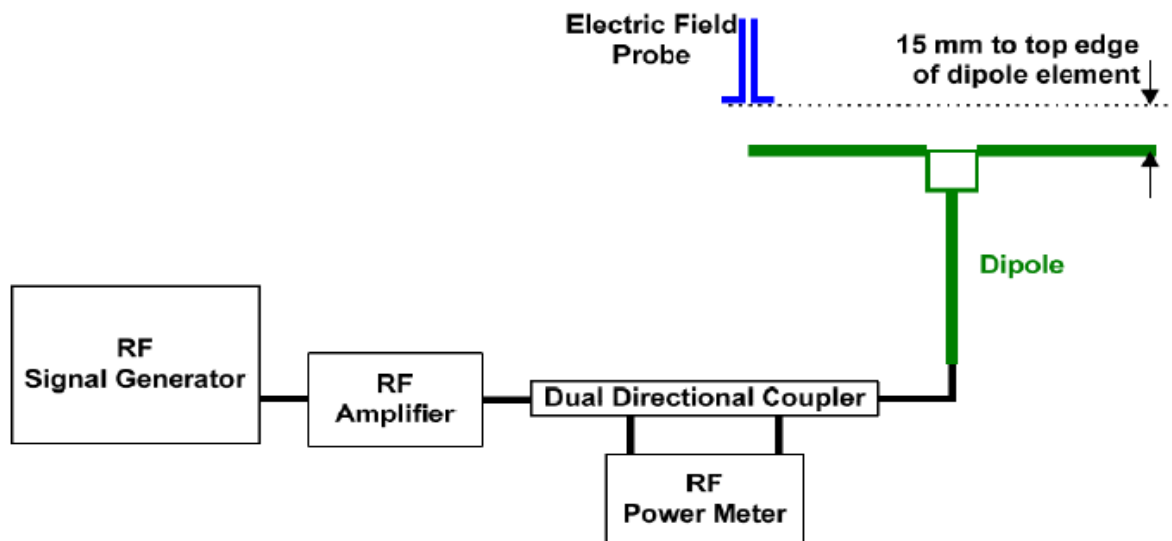 Electric Field
Probe
15 mm to top edge
of dipole element
Dipole
RF
Signal Generator
RF
Amplifier
Dual Directional Coupler
RF
Power Meter